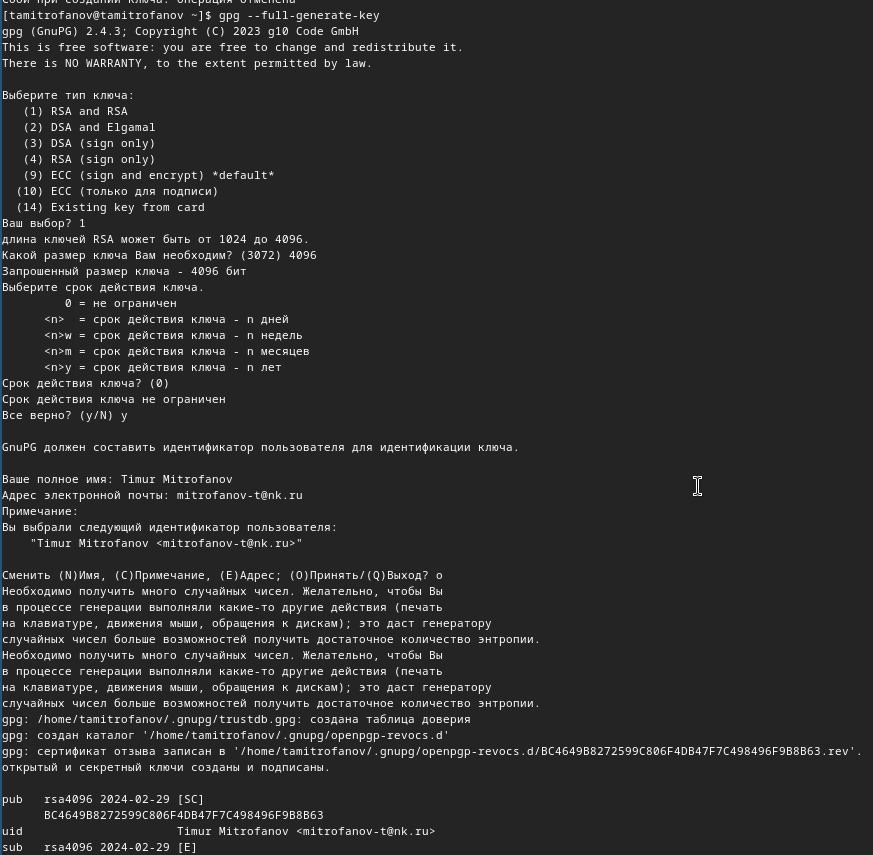 Сбой при создании ключа: Операция отменена
[tamitrofanov@tamitrofanov ~]$ gpg --full-generate-key
gpg (GnuPG) 2.4.3; Copyright (C) 2023 g10 Code GmbH
This is free software: you are free to change and redistribute it.
There is NO WARRANTY, to the extent permitted by law.
Выберите тип ключа:
(1) RSA and RSA
(2) DSA and Elgamal
(3) DSA (sign only)
(4) RSA (sign only)
(9) ECC (sign and encrypt) *default*
(10) ECC (только для подписи)
(14) Existing key from card
Ваш выбор? 1
длина ключей RSA может быть от 1024 до 4096.
Какой размер ключа Вам необходим? (3072) 4096
Запрошенный размер ключа - 4096 бит
Выберите срок действия ключа.
0 = не ограничен
<n>  = срок действия ключа - n дней
<n>w = срок действия ключа - n недель
<n>m = срок действия ключа - n месяцев
<n>y = срок действия ключа - n лет
Срок действия ключа? (0)
Срок действия ключа не ограничен
Все верно? (y/N) y
GnuPG должен составить идентификатор пользователя для идентификации ключа.
Ваше полное имя: Timur Mitrofanov
Адрес электронной почты: mitrofanov-t@nk.ru
Примечание:
Вы выбрали следующий идентификатор пользователя:
"Timur Mitrofanov <mitrofanov-t@nk.ru>"
Сменить (N)Имя, (C)Примечание, (E)Адрес; (O)Принять/(Q)Выход? o
Необходимо получить много случайных чисел. Желательно, чтобы Вы
в процессе генерации выполняли какие-то другие действия (печать
на клавиатуре, движения мыши, обращения к дискам); это даст генератору
случайных чисел больше возможностей получить достаточное количество энтропии.
Необходимо получить много случайных чисел. Желательно, чтобы Вы
в процессе генерации выполняли какие-то другие действия (печать
на клавиатуре, движения мыши, обращения к дискам); это даст генератору
случайных чисел больше возможностей получить достаточное количество энтропии.
gpg: /home/tamitrofanov/.gnupg/trustdb.gpg: создана таблица доверия
gpg: создан каталог '/home/tamitrofanov/.gnupg/openpgp-revocs.d'
gpg: сертификат отзыва записан в '/home/tamitrofanov/.gnupg/openpgp-revocs.d/BC4649B8272599C806F4DB47F7C498496F9B8B63.rev'.
открытый и секретный ключи созданы и подписаны.
pub   rsa4096 2024-02-29 [SC]
BC4649B8272599C806F4DB47F7C498496F9B8B63
uid                   Timur Mitrofanov <mitrofanov-t@nk.ru>
sub   rsa4096 2024-02-29 [E]